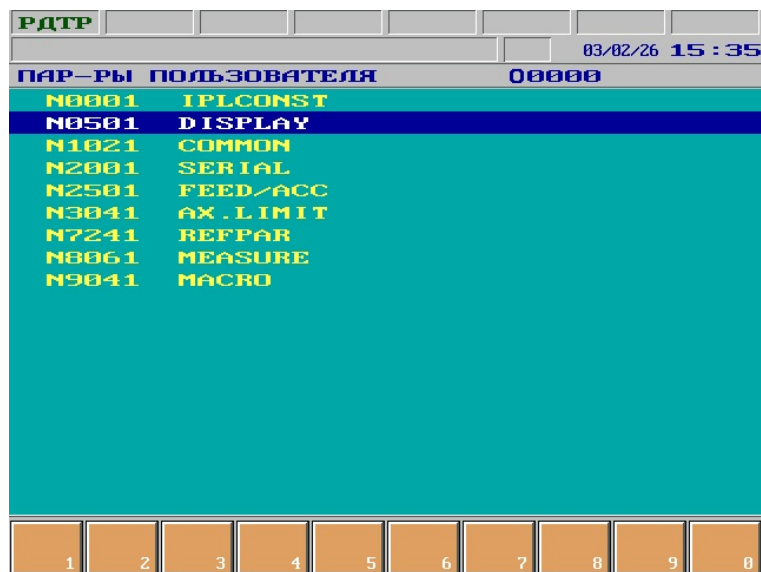 РДТР
03/02/26 15:35
ПАР-РЫ ПОЛЬЗОВАТЕЛЯ O0000
N0001 IPLCONST
N0501 DISPLAY
N1021 COMMON
N2001 SERIAL
N2501 FEED/ACC
N3041 AX.LIMIT
N7241 REFPAR
N8061 MEASURE
N9041 MACRO
1 2 3 4 5 6 7 8 9 0